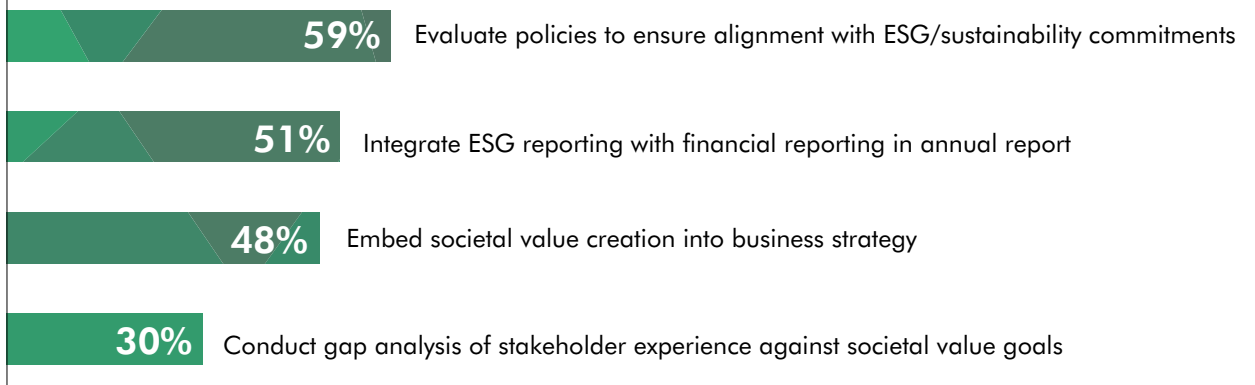 59% Evaluate policies to ensure alignment with ESG/sustainability commitments
51% Integrate ESG reporting with financial reporting in annual report
48% Embed societal value creation into business strategy
30% Conduct gap analysis of stakeholder experience against societal value goals